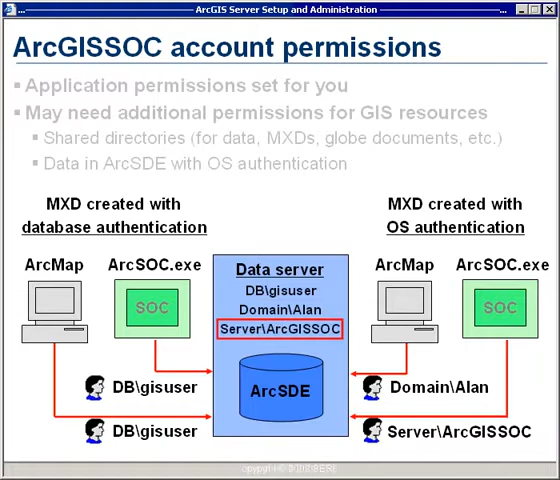 ArcGIS Server Setup and Administration
ArcGISSOC account permissions
Application permissions set for you
May need additional permissions for GIS resources
Shared directories (for data, MXDs, globe documents, etc.)
Data in ArcSDE with OS authentication
MXD created with
database authentication
MXD created with
OS authentication
ArcMap
ArcSOC.exe
SOC
Data server
DB\gisuser
Domain\Alan
Server\ArcGISSOC
ArcSDE
ArcMap
ArcSOC.exe
SOC
DB\gisuser
DB\gisuser
Domain\Alan
Server\ArcGISSOC